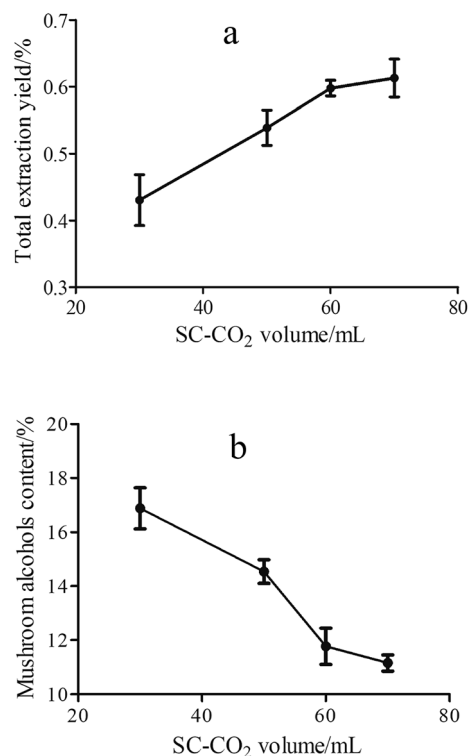 a
Total extraction yield/%
0.7
0.6
0.5
0.4
0.3
20 40 60 80
SC-CO₂ volume/mL
b
Mushroom alcohols content/%
20
18
16
14
12
10
20 40 60 80
SC-CO₂ volume/mL